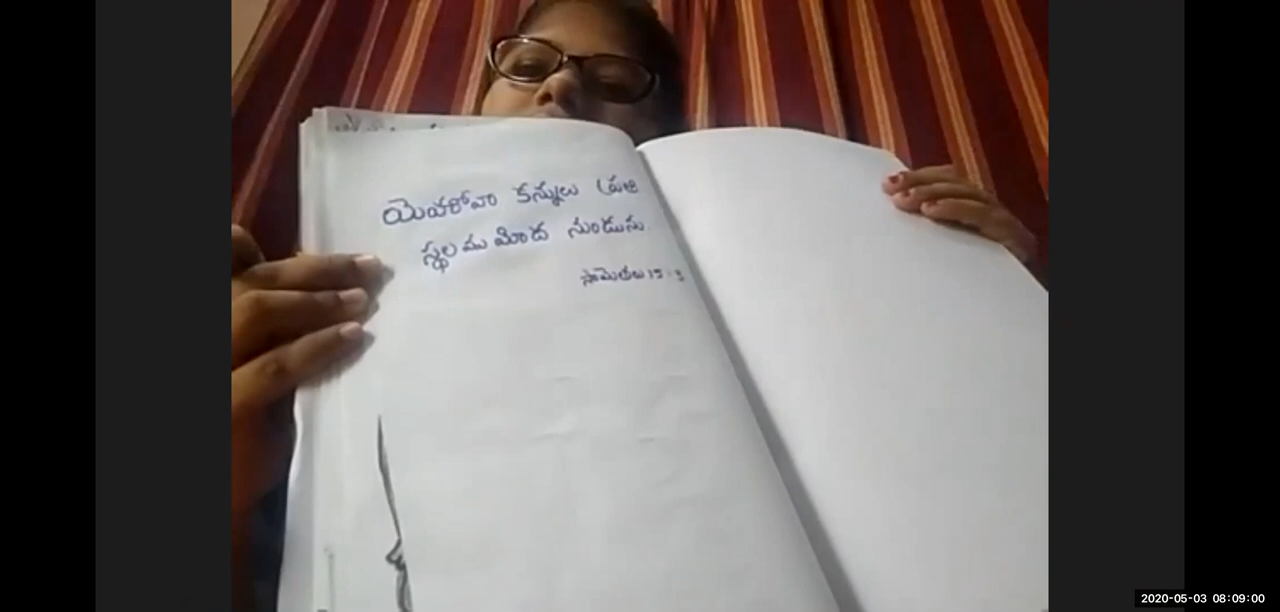 యెహోవా కన్నులు ప్రతి
స్థలము మీద నుండును
సామెతలు 15:3
2020-05-03 08:09:00